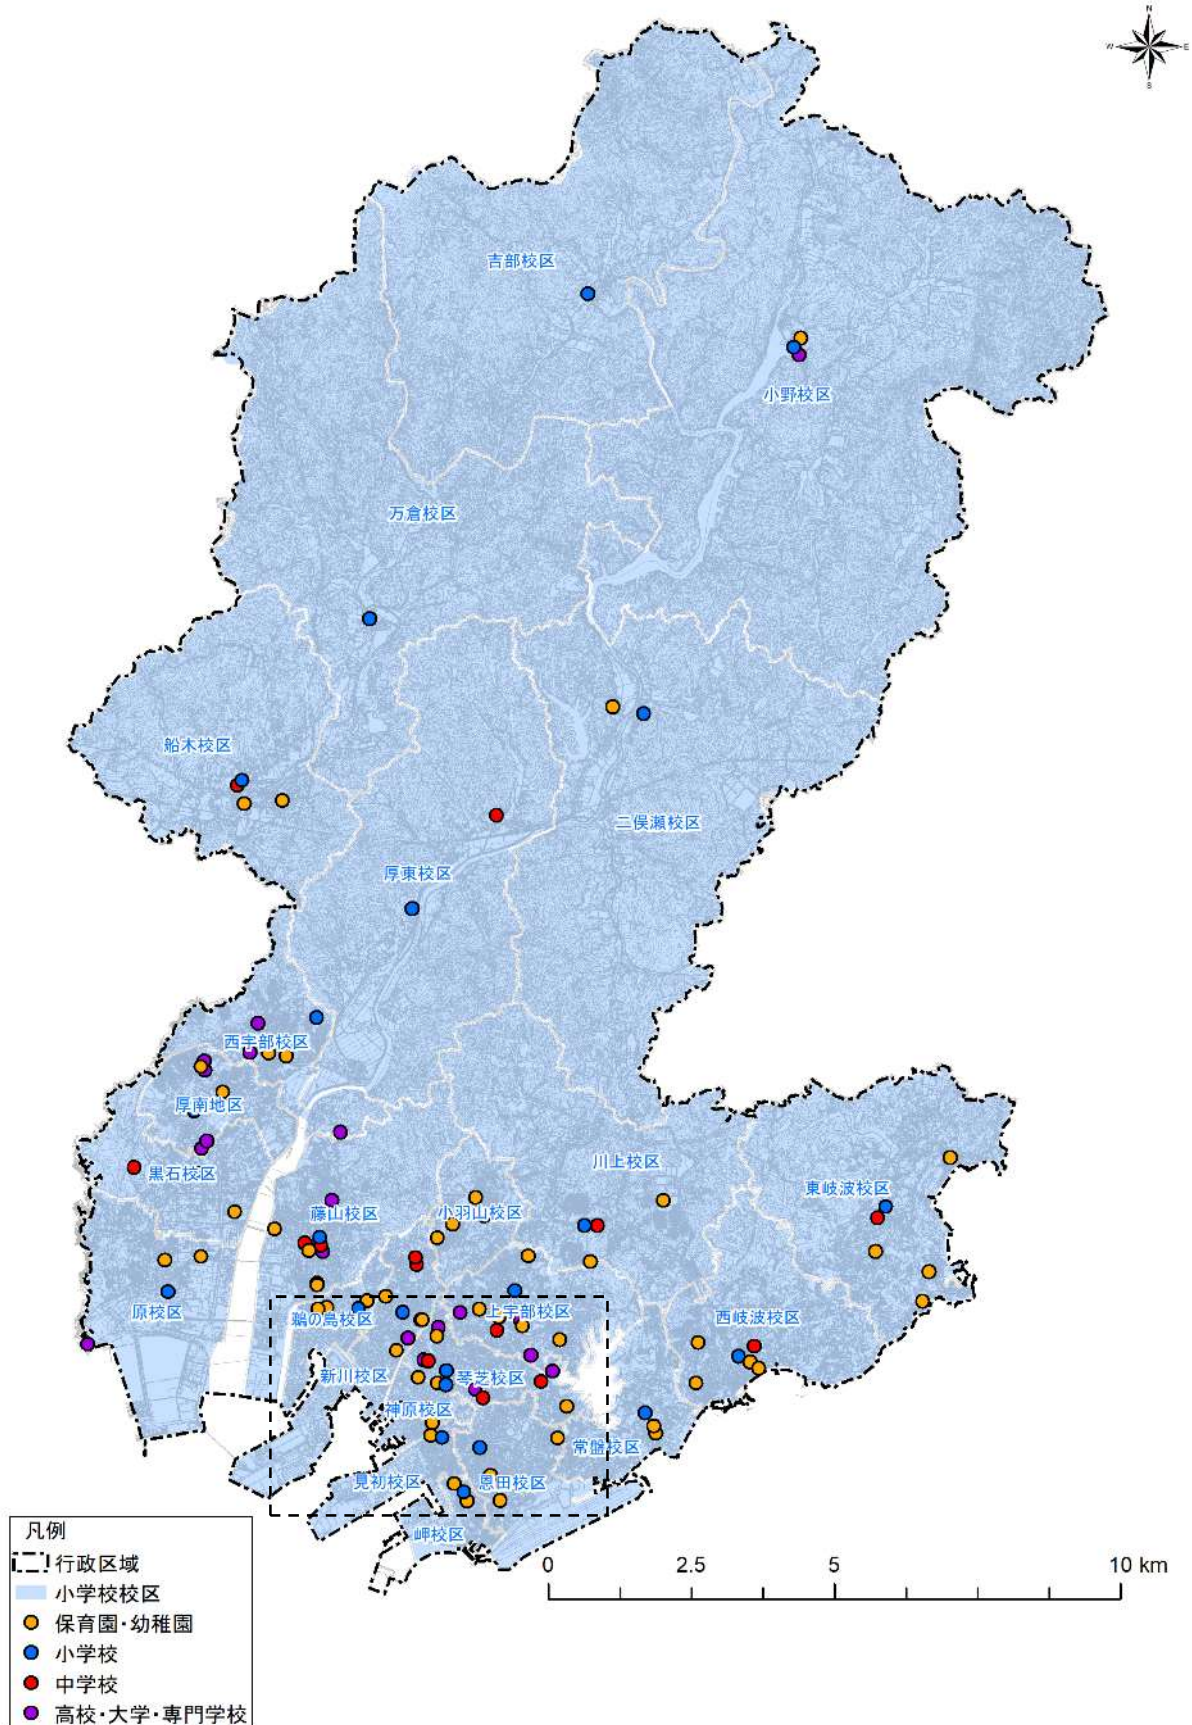 N
W E
S
吉部校区
小野校区
万倉校区
船木校区
二俣瀬校区
厚東校区
西宇部校区
厚南地区
川上校区
黒石校区
東岐波校区
藤山校区
小羽山校区
原校区
鵜の島校区
上宇部校区
西岐波校区
新川校区
琴芝校区
神原校区
常盤校区
見初校区
恩田校区
岬校区
凡例
行政区域
小学校校区
保育園・幼稚園
小学校
中学校
高校・大学・専門学校
0 2.5 5 10 km